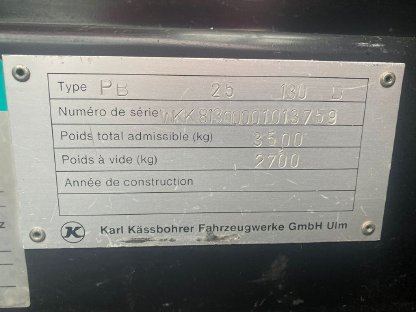 Type PB 25 130 D
Numéro de série WKK81300001013759
Poids total admissible (kg) 3500
Poids à vide (kg) 2700
Année de construction
K Karl Kässbohrer Fahrzeugwerke GmbH Ulm